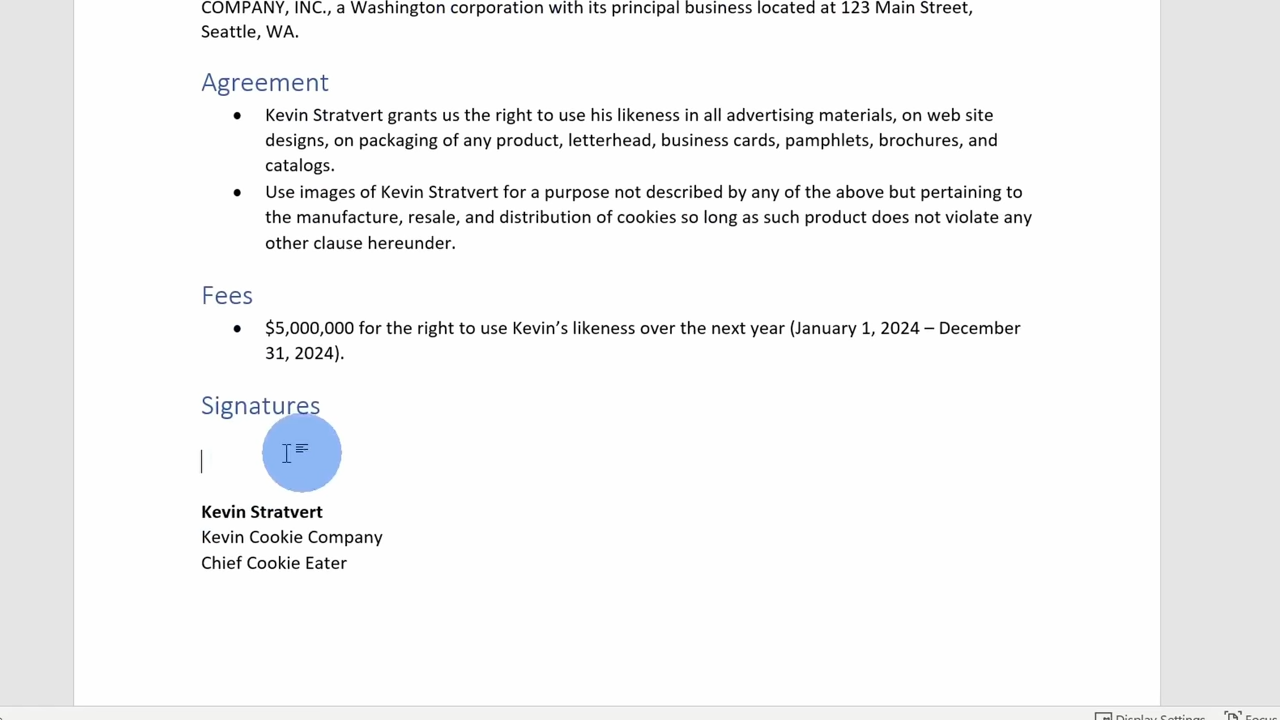 COMPANY, INC., a Washington corporation with its principal business located at 123 Main Street,
Seattle, WA.
Agreement
• Kevin Stratvert grants us the right to use his likeness in all advertising materials, on web site
designs, on packaging of any product, letterhead, business cards, pamphlets, brochures, and
catalogs.
• Use images of Kevin Stratvert for a purpose not described by any of the above but pertaining to
the manufacture, resale, and distribution of cookies so long as such product does not violate any
other clause hereunder.
Fees
• $5,000,000 for the right to use Kevin’s likeness over the next year (January 1, 2024 – December
31, 2024).
Signatures
Kevin Stratvert
Kevin Cookie Company
Chief Cookie Eater
Display Settings
Focus